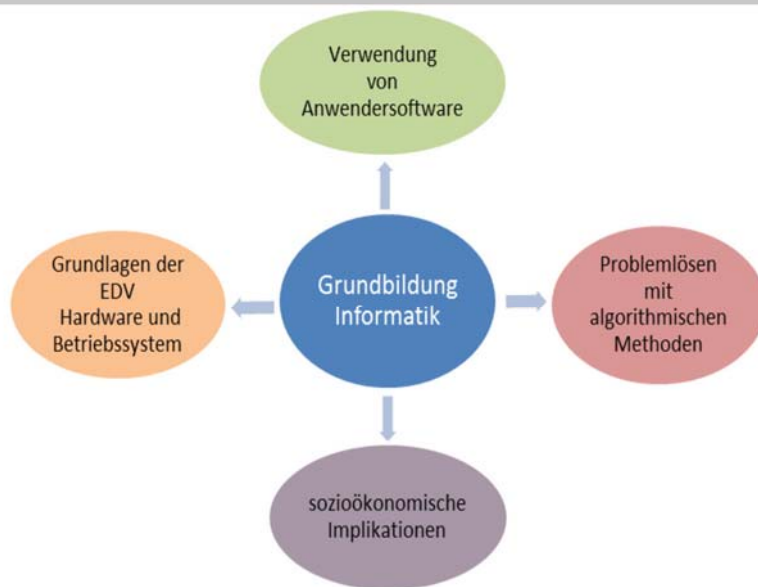 Verwendung
von
Anwendersoftware
Grundlagen der
EDV
Hardware und
Betriebssystem
Grundbildung
Informatik
Problemlösen
mit
algorithmischen
Methoden
sozioökonomische
Implikationen